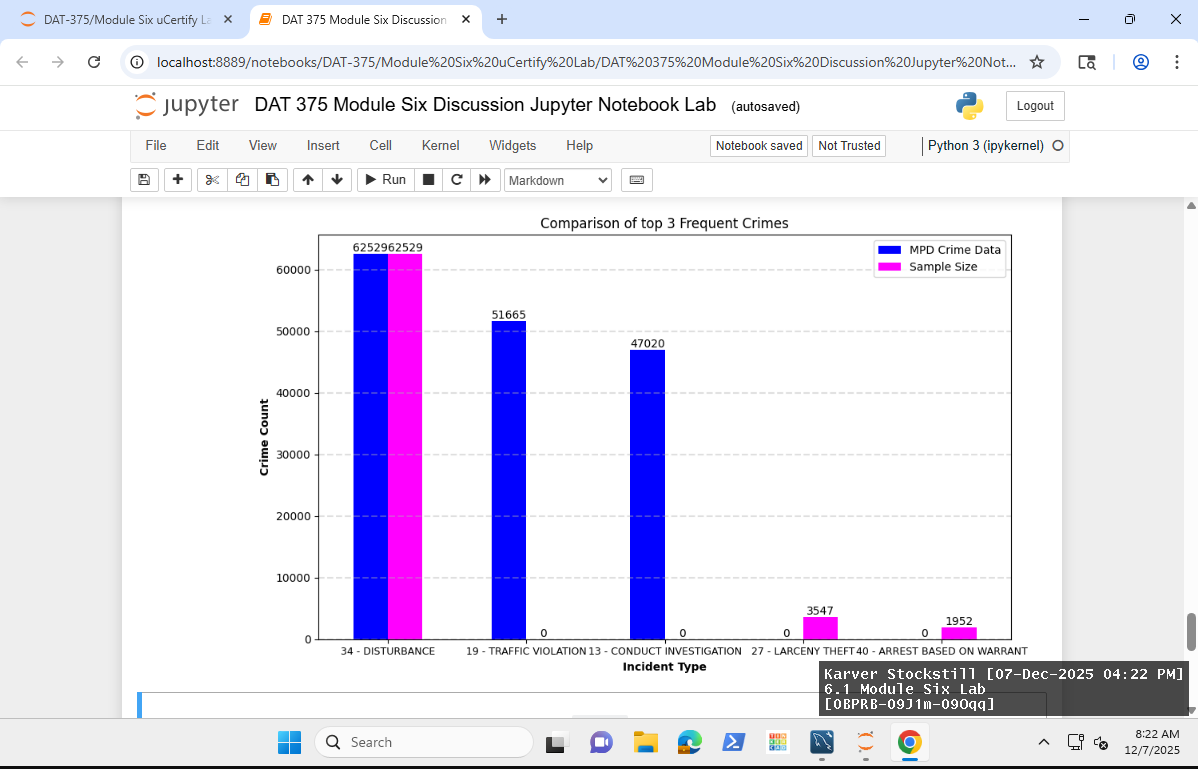 DAT-375/Module Six uCertify La
DAT 375 Module Six Discussion
localhost:8889/notebooks/DAT-375/Module%20Six%20uCertify%20Lab/DAT%20375%20Module%20Six%20Discussion%20Jupyter%20Not...
jupyter DAT 375 Module Six Discussion Jupyter Notebook Lab (autosaved) Logout
File Edit View Insert Cell Kernel Widgets Help Notebook saved Not Trusted Python 3 (ipykernel)
Run Markdown
Comparison of top 3 Frequent Crimes
6252962529
MPD Crime Data
Sample Size
60000
51665
50000
47020
40000
Crime Count
30000
20000
10000
3547
1952
0 0 0 0 0
34 - DISTURBANCE 19 - TRAFFIC VIOLATION 13 - CONDUCT INVESTIGATION 27 - LARCENY THEFT 40 - ARREST BASED ON WARRANT
Incident Type
Karver Stockstill [07-Dec-2025 04:22 PM]
6.1 Module Six Lab
[OBPRB-O9J1m-O9Oqq]
Search
8:22 AM
12/7/2025